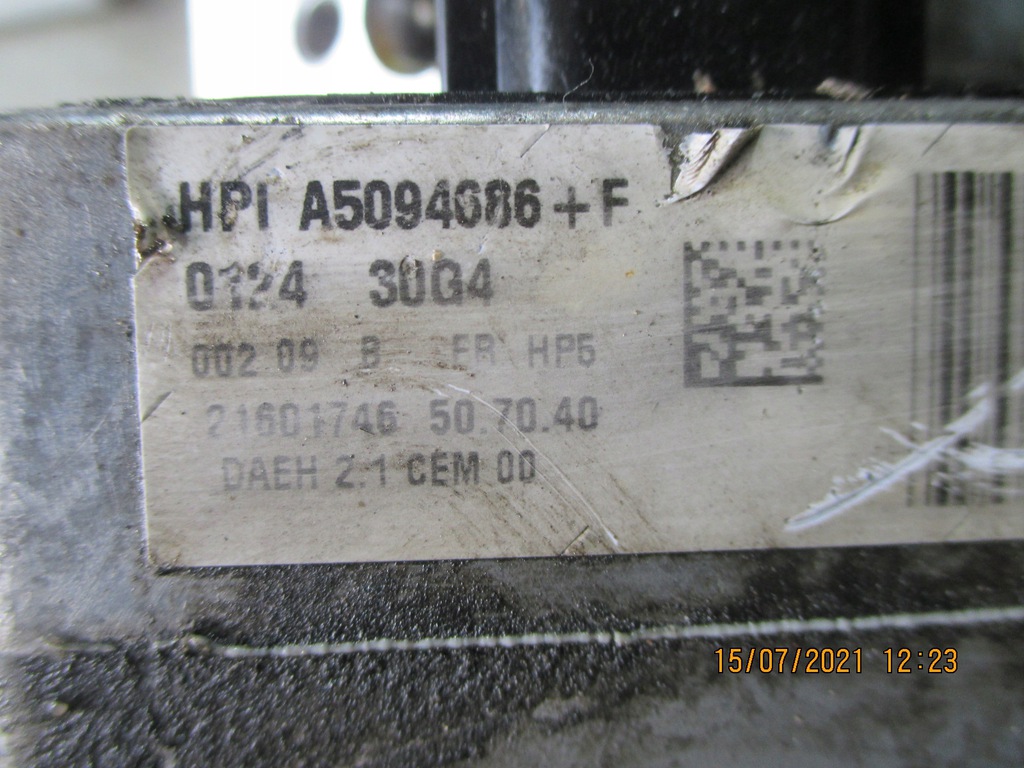 HPI A5094686+F
0124 30G4
002 09 B FR HP5
21601746 50.70.40
DAEH 2.1 CEM 00
15/07/2021 12:23